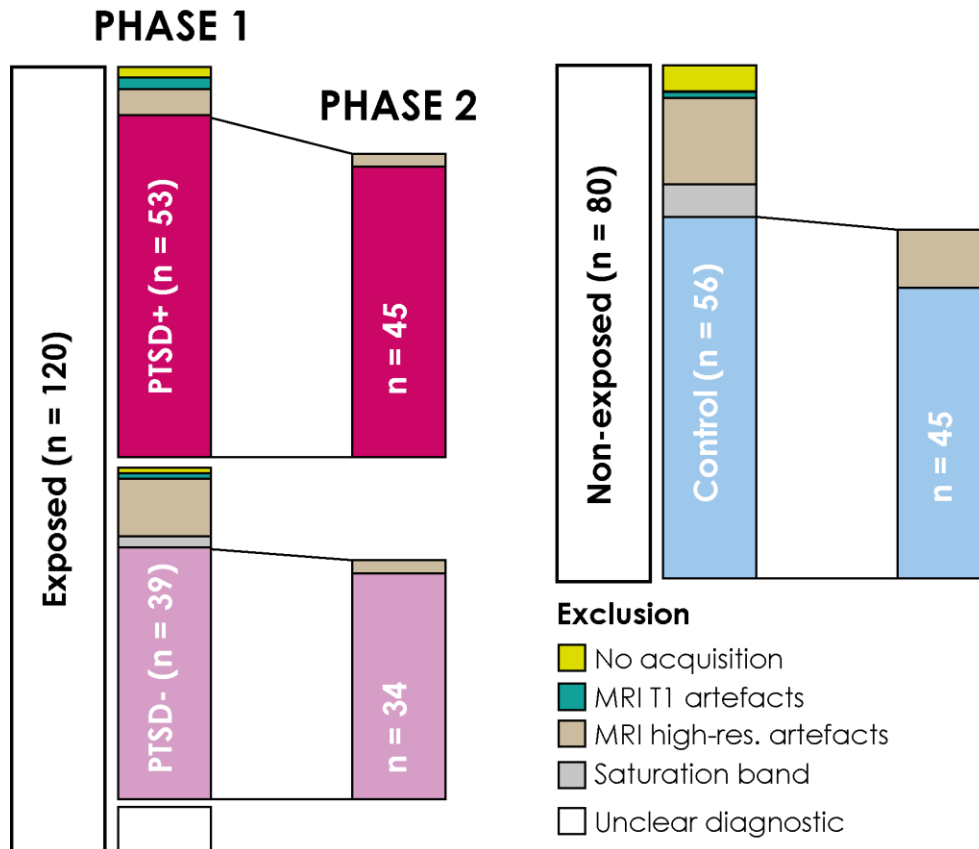 PHASE 1
PHASE 2
Exposed (n = 120)
PTSD+ (n = 53)
n = 45
PTSD- (n = 39)
n = 34
Non-exposed (n = 80)
Control (n = 56)
n = 45
Exclusion
No acquisition
MRI T1 artefacts
MRI high-res. artefacts
Saturation band
Unclear diagnostic